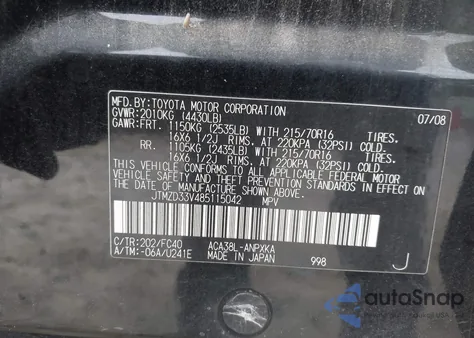 MFD. BY: TOYOTA MOTOR CORPORATION 07/08
GVWR: 2010KG (4430LB)
GAWR: FRT. 1150KG (2535LB) WITH 215/70R16 TIRES.
16X6 1/2J RIMS. AT 220KPA (32PSI) COLD
RR. 1105KG (2435LB) WITH 215/70R16 TIRES.
16X6 1/2J RIMS. AT 220KPA (32PSI) COLD
THIS VEHICLE CONFORMS TO ALL APPLICABLE FEDERAL MOTOR
VEHICLE SAFETY STANDARDS IN EFFECT ON THE DATE OF
MANUFACTURE SHOWN ABOVE.
JTMZD33V485115042 MPV
C/TR: 202/FC40 ACA38L-ANPXKA
A/TM: -06A/U241E MADE IN JAPAN 998 J
autoSnap
USA, LLC